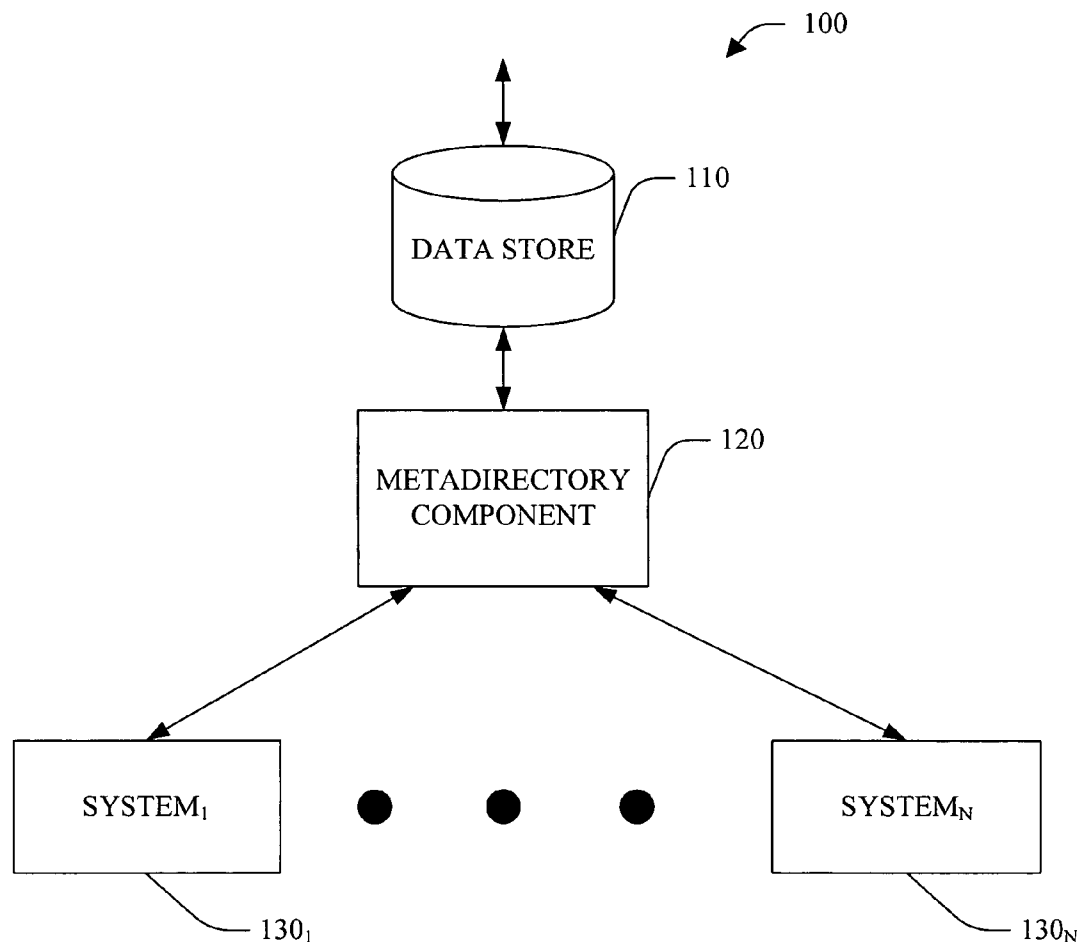 100
110
DATA STORE
120
METADIRECTORY
COMPONENT
SYSTEM₁
SYSTEMN
130₁
130N